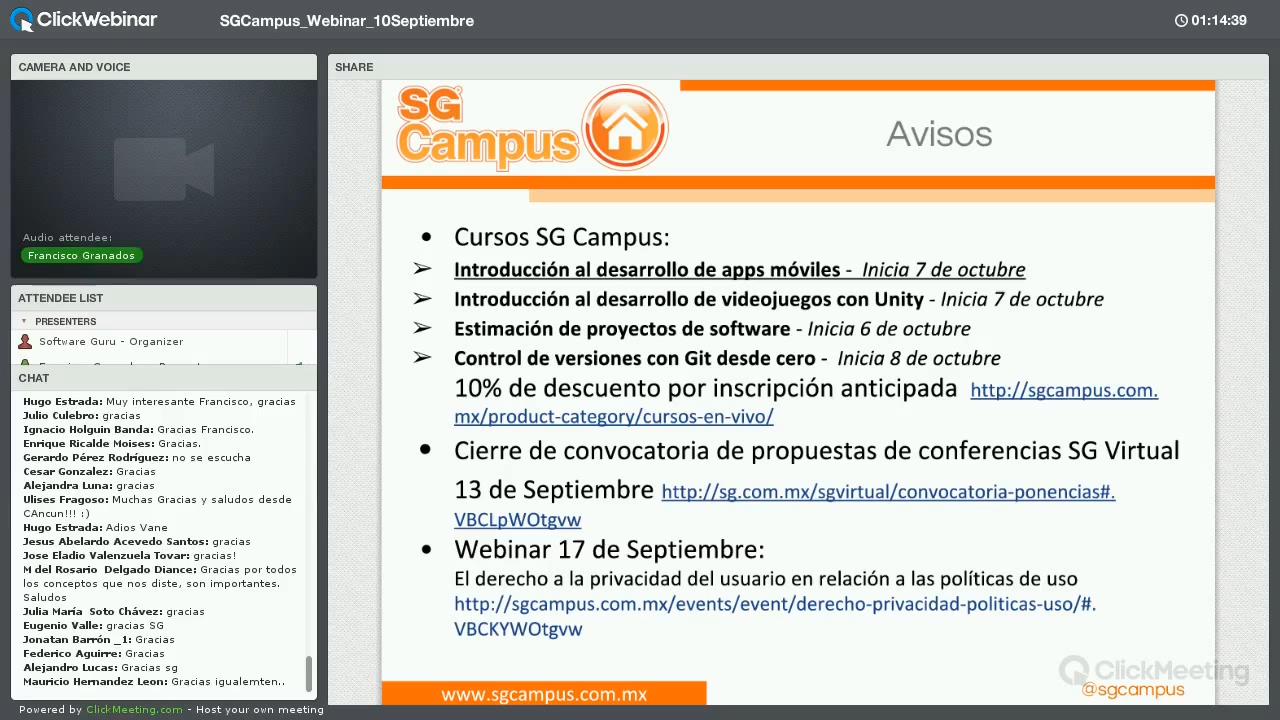 ClickWebinar
SGCampus_Webinar_10Septiembre
01:14:39
CAMERA AND VOICE
Audio attendee:
Francisco Granados
ATTENDEE LIST
PRESENTERS
Software Guru - Organizer
CHAT
Hugo Estrada: Muy interesante Francisco, gracias
Julio Culebro: gracias
Ignacio Holguin Banda: Gracias Francisco.
Enrique Ricalde Moises: Gracias.
Gerardo Pérez Rodríguez: no se escucha
Cesar Gonzalez: Gracias
Alejandra Luna: gracias
Ulises Fragoso: Muchas Gracias y saludos desde
CAncun!!! :)
Hugo Estrada: Adios Vane
Jesus Abelardo Acevedo Santos: gracias
Jose Eladio Valenzuela Tovar: gracias!
M del Rosario Delgado Diance: Gracias por todos
los conceptos que nos diste, son importantes.
Saludos
Julia María Soto Chávez: gracias
Eugenio Valle: gracias SG
Jonatan Barrón _1: Gracias
Federico Aguirre: Gracias
Alejandro Lucas: Gracias sg
Mauricio Hernandez Leon: Gracias igualemten..
Powered by ClickMeeting.com - Host your own meeting
SHARE
SG
Campus
Avisos
• Cursos SG Campus:
➢ Introducción al desarrollo de apps móviles - Inicia 7 de octubre
➢ Introducción al desarrollo de videojuegos con Unity - Inicia 7 de octubre
➢ Estimación de proyectos de software - Inicia 6 de octubre
➢ Control de versiones con Git desde cero - Inicia 8 de octubre
10% de descuento por inscripción anticipada http://sgcampus.com.
mx/product-category/cursos-en-vivo/
• Cierre de convocatoria de propuestas de conferencias SG Virtual
13 de Septiembre http://sg.com.mx/sgvirtual/convocatoria-ponencias#.
VBCLpWOtgvw
• Webinar 17 de Septiembre:
El derecho a la privacidad del usuario en relación a las políticas de uso
http://sgcampus.com.mx/events/event/derecho-privacidad-politicas-uso/#.
VBCKYWOtgvw
ClickMeeting
www.sgcampus.com.mx
@sgcampus